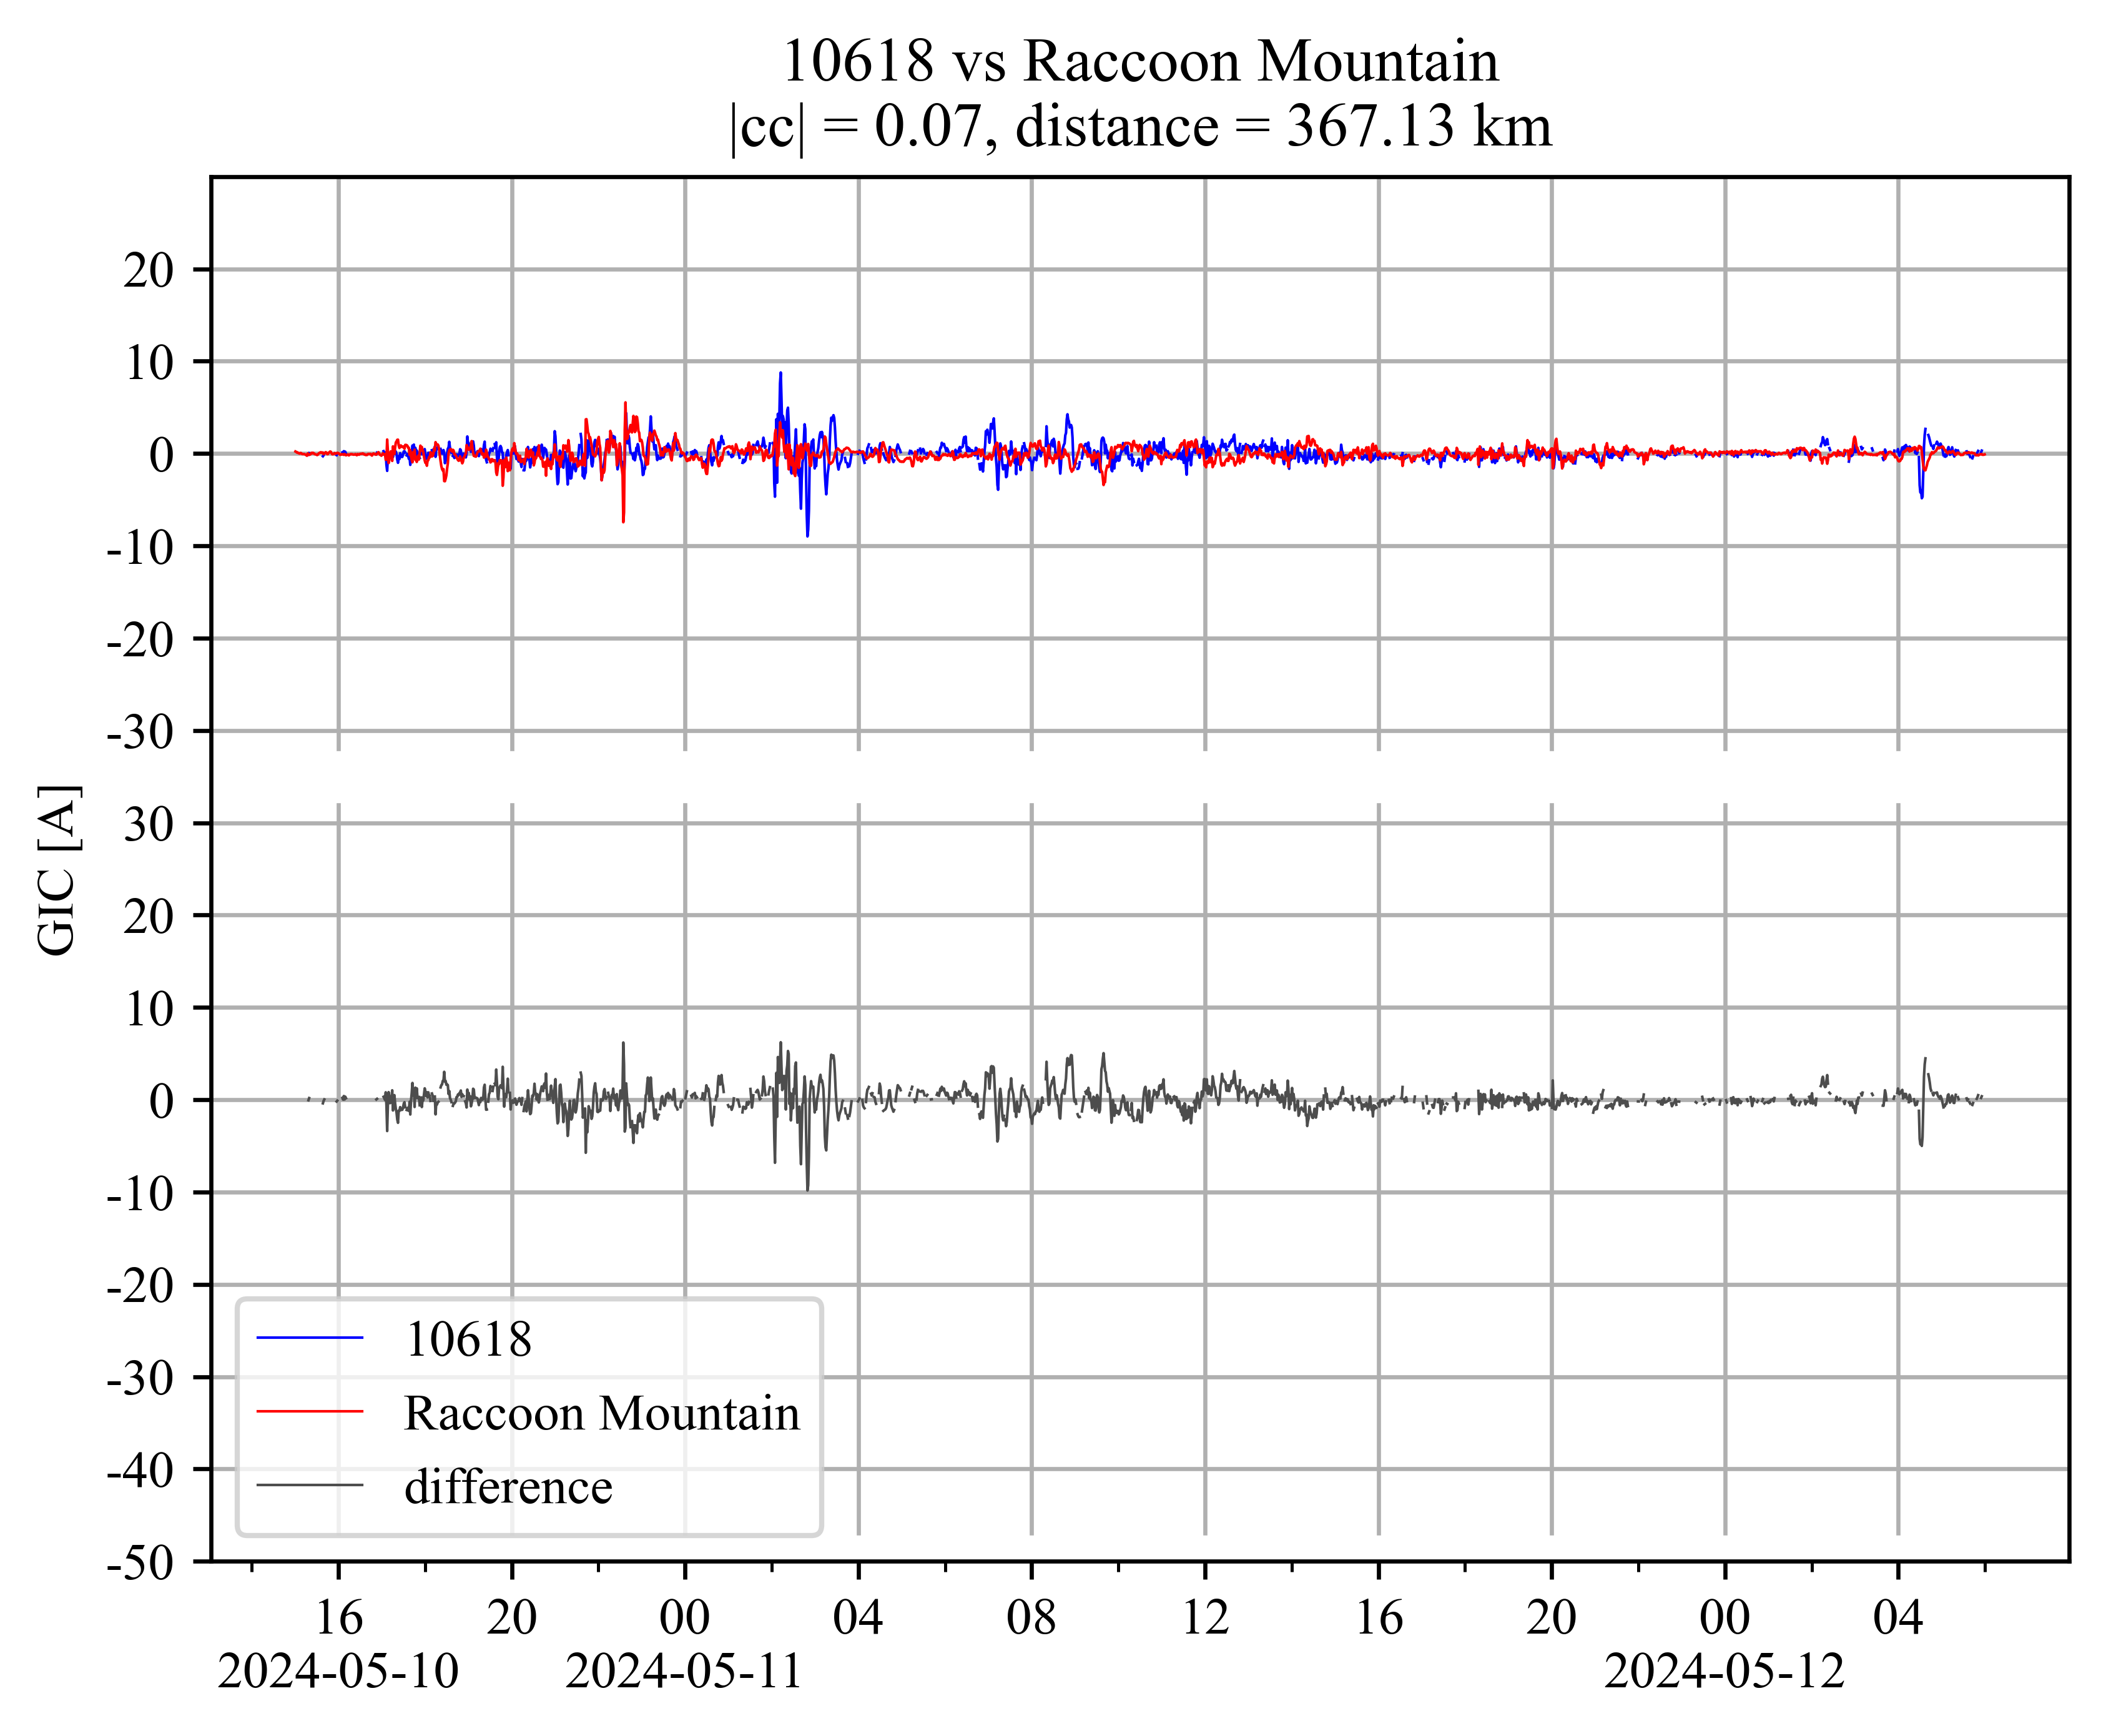 10618 vs Raccoon Mountain
|cc| = 0.07, distance = 367.13 km
20
10
0
-10
-20
-30
30
20
10
0
-10
-20
-30
-40
-50
GIC [A]
10618
Raccoon Mountain
difference
16 20 00 04 08 12 16 20 00 04
2024-05-10 2024-05-11 2024-05-12